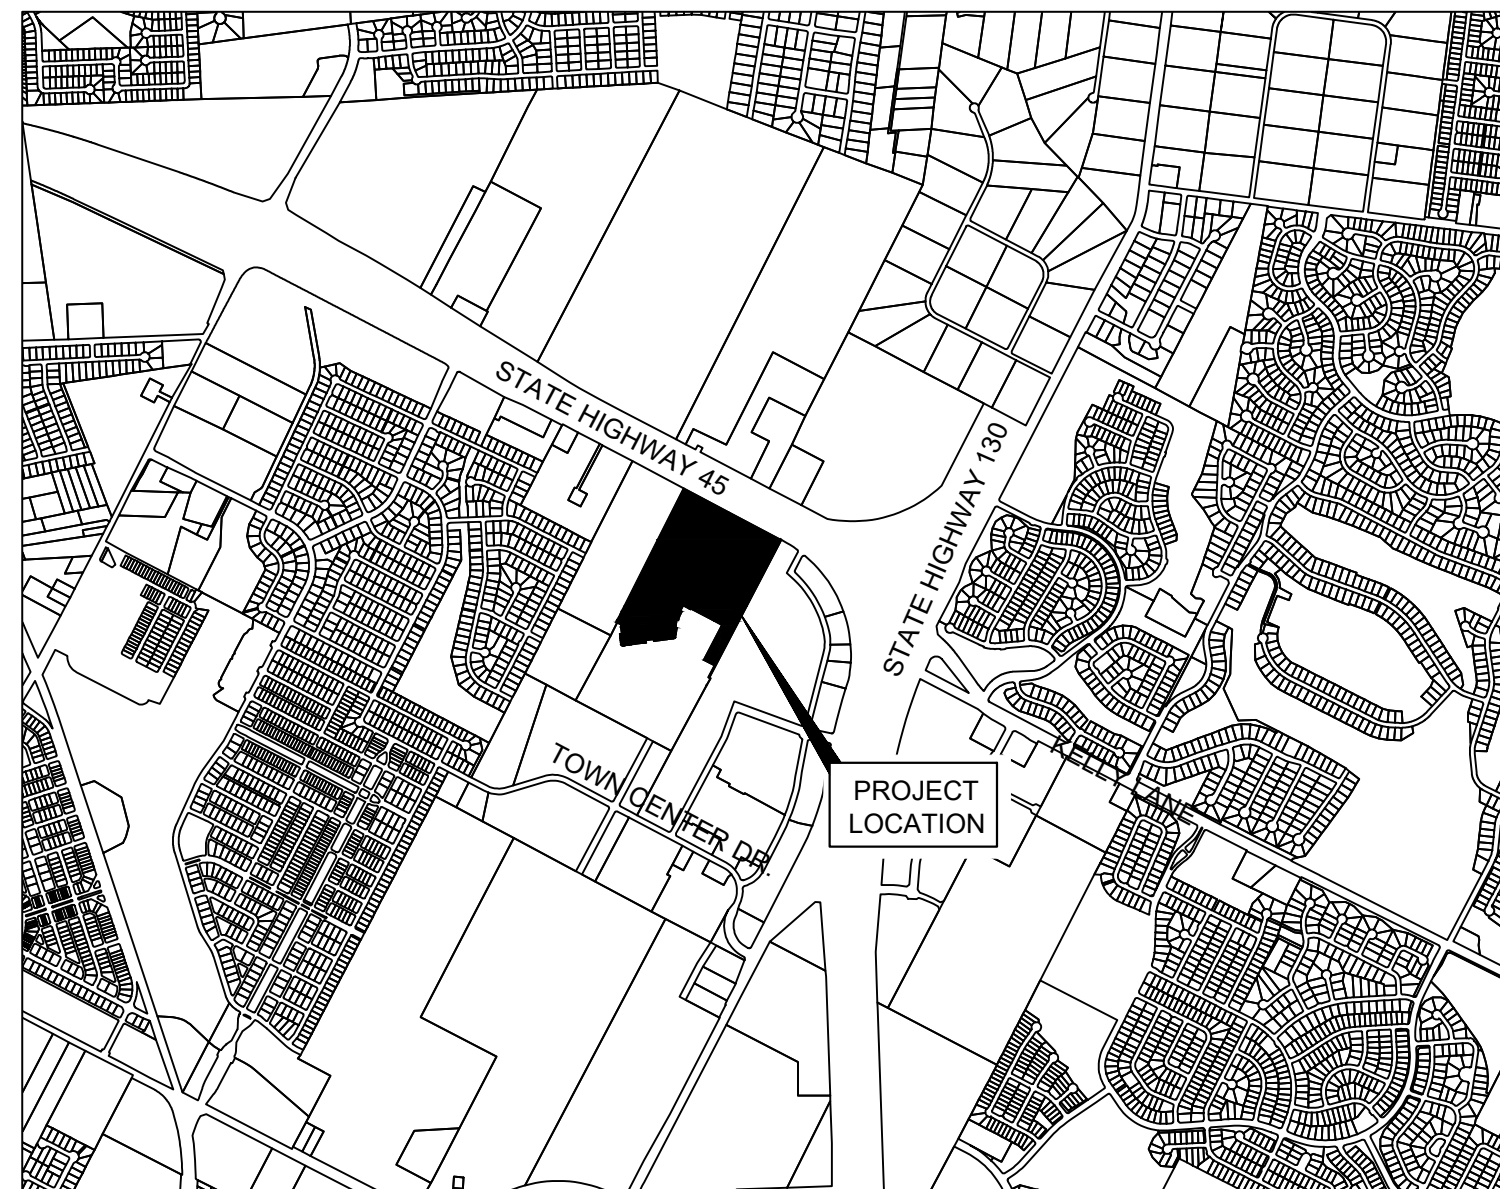 STATE HIGHWAY 45
STATE HIGHWAY 130
TOWN CENTER DR.
KELLY LANE
PROJECT
LOCATION